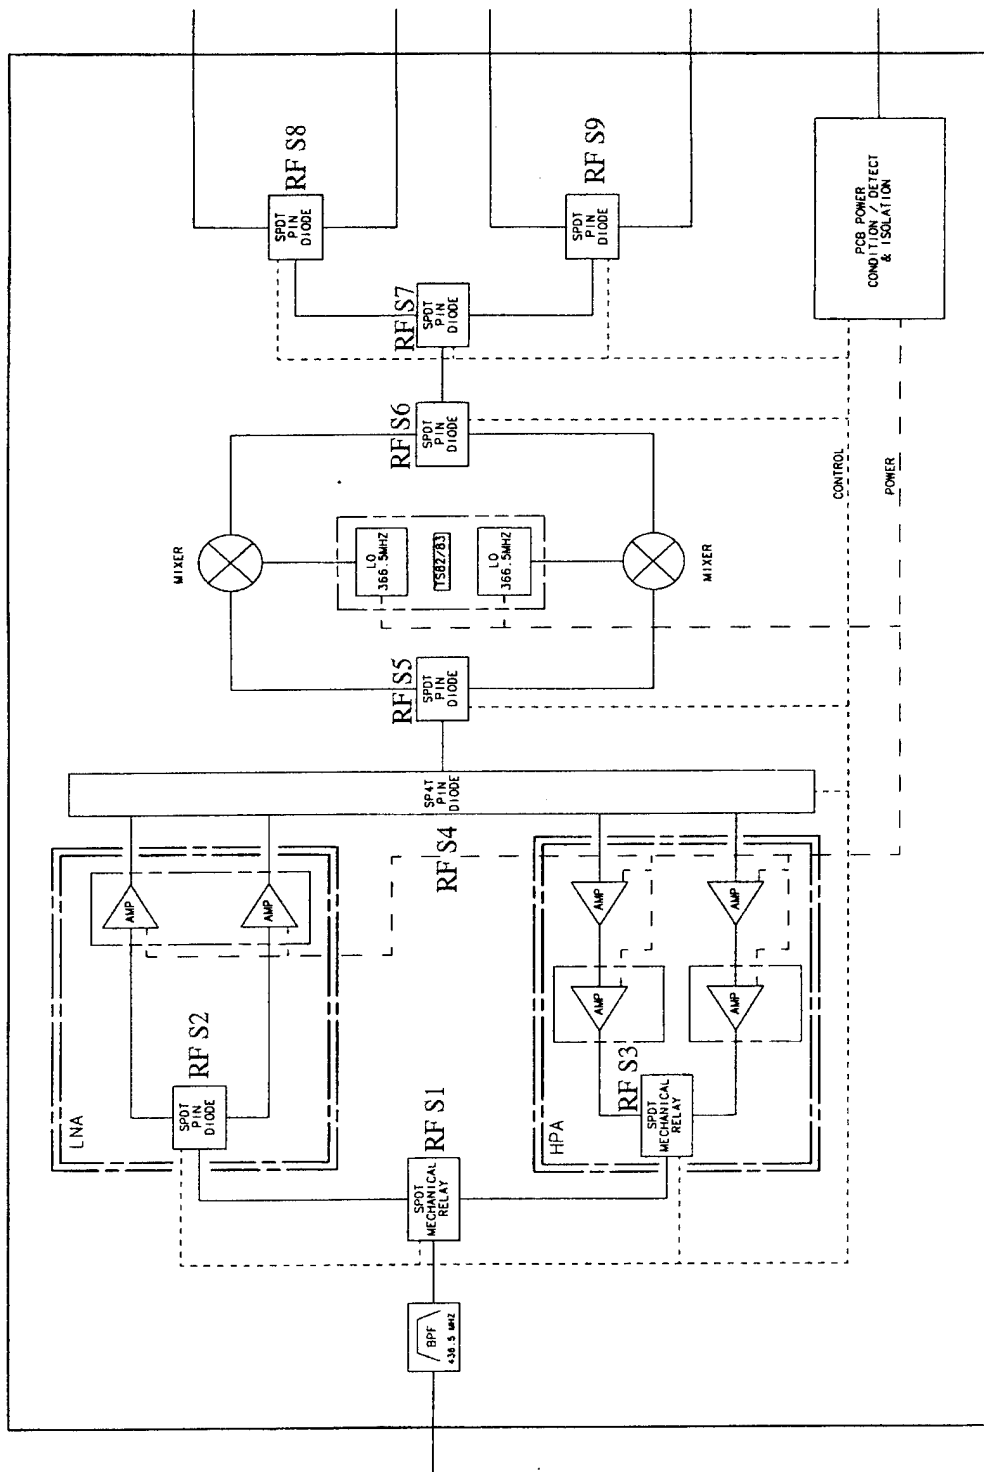 RF S8
SPDT
PIN
DIODE
RF S9
SPDT
PIN
DIODE
PCB POWER
CONDITION / DETECT
& ISOLATION
RF S7
SPDT
PIN
DIODE
RF S6
SPDT
PIN
DIODE
CONTROL
POWER
MIXER
LO
366.5MHZ
TS82/83
LO
366.5MHZ
MIXER
RF S5
SPDT
PIN
DIODE
SP4T
PIN
DIODE
RF S4
AMP
AMP
AMP
AMP
AMP
AMP
RF S2
SPDT
PIN
DIODE
LNA
RF S3
SPDT
MECHANICAL
RELAY
HPA
RF S1
SPDT
MECHANICAL
RELAY
BPF
436.5 MHZ